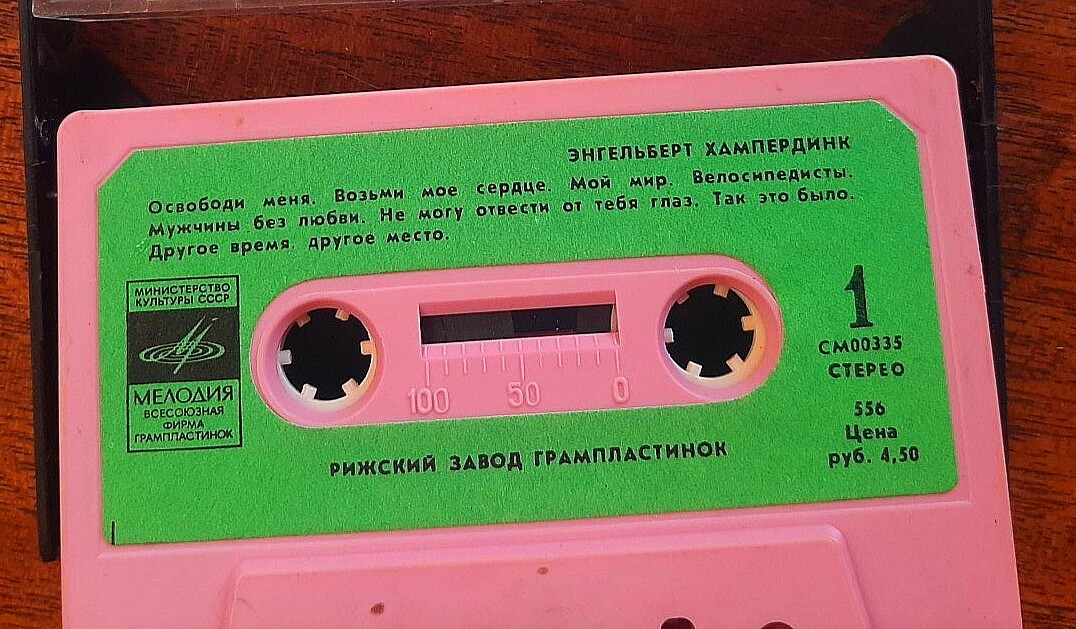 ЭНГЕЛЬБЕРТ ХАМПЕРДИНК
Освободи меня. Возьми мое сердце. Мой мир. Велосипедисты.
Мужчины без любви. Не могу отвести от тебя глаз. Так это было.
Другое время, другое место.
МИНИСТЕРСТВО
КУЛЬТУРЫ СССР
МЕЛОДИЯ
ВСЕСОЮЗНАЯ
ФИРМА
ГРАМПЛАСТИНОК
100 50 0
1
СМ00335
СТЕРЕО
556
Цена
руб. 4,50
РИЖСКИЙ ЗАВОД ГРАМПЛАСТИНОК